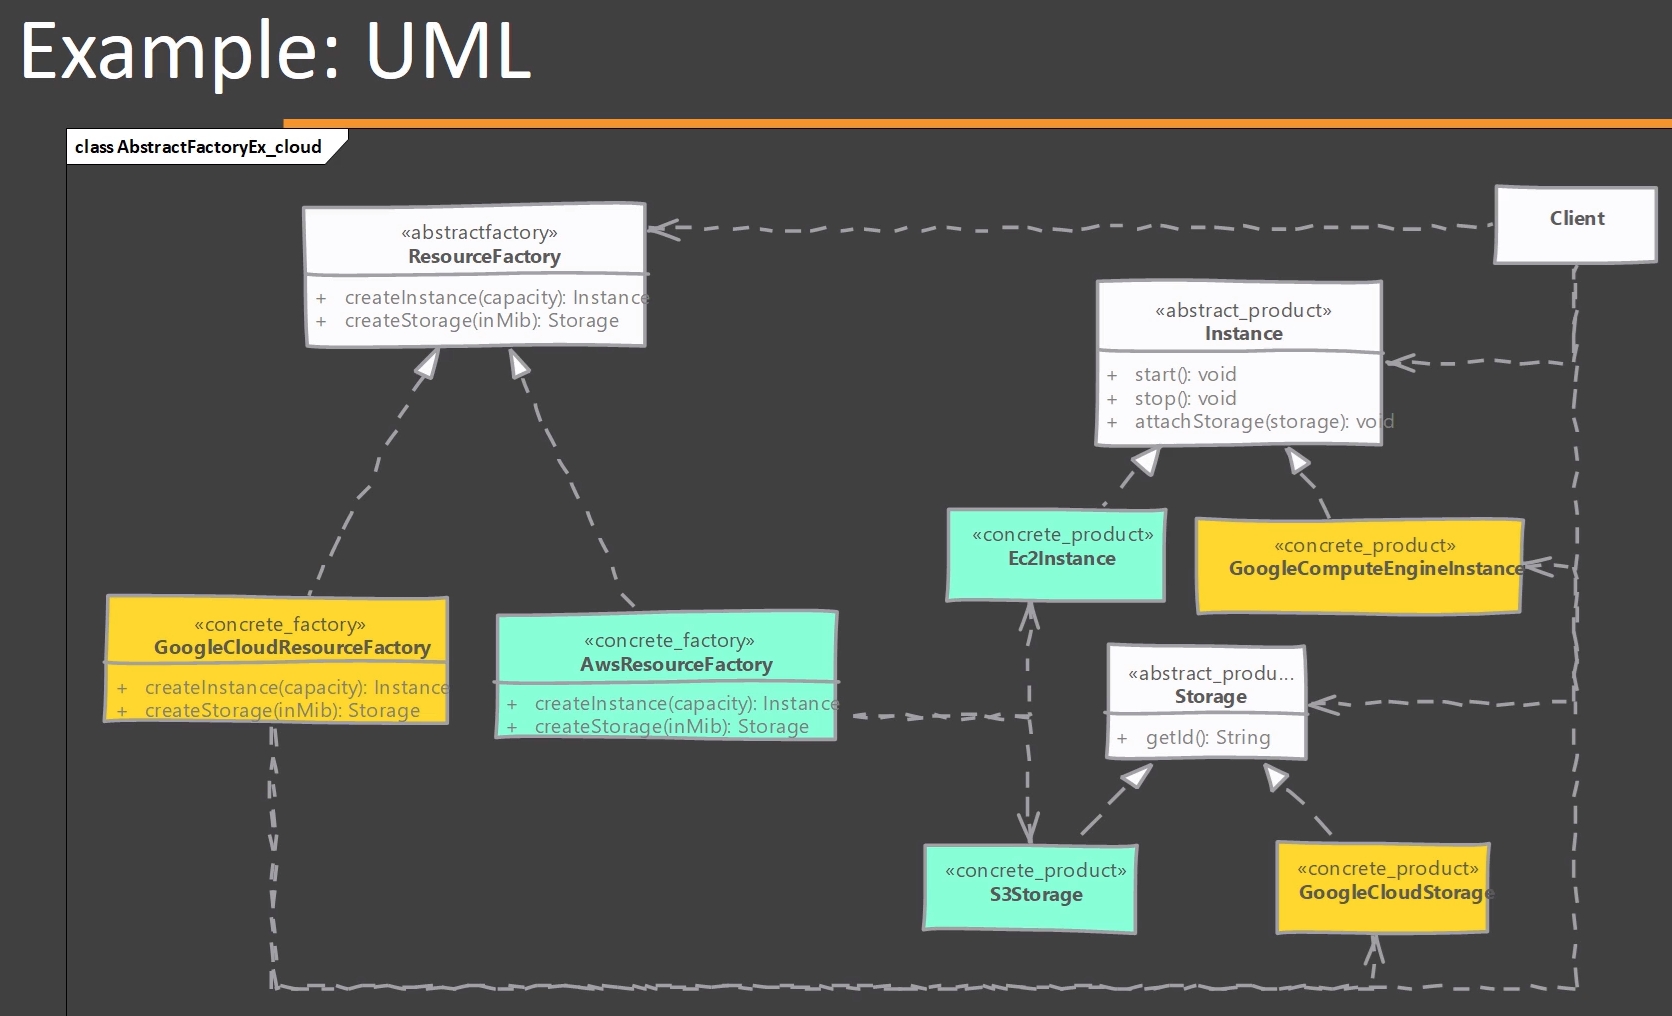 Example: UML
class AbstractFactoryEx_cloud
Client
«abstractfactory»
ResourceFactory
+ createInstance(capacity): Instance
+ createStorage(inMib): Storage
«abstract_product»
Instance
+ start(): void
+ stop(): void
+ attachStorage(storage): void
«concrete_product»
Ec2Instance
«concrete_product»
GoogleComputeEngineInstance
«concrete_factory»
GoogleCloudResourceFactory
+ createInstance(capacity): Instance
+ createStorage(inMib): Storage
«concrete_factory»
AwsResourceFactory
+ createInstance(capacity): Instance
+ createStorage(inMib): Storage
«abstract_produ...
Storage
+ getId(): String
«concrete_product»
S3Storage
«concrete_product»
GoogleCloudStorage